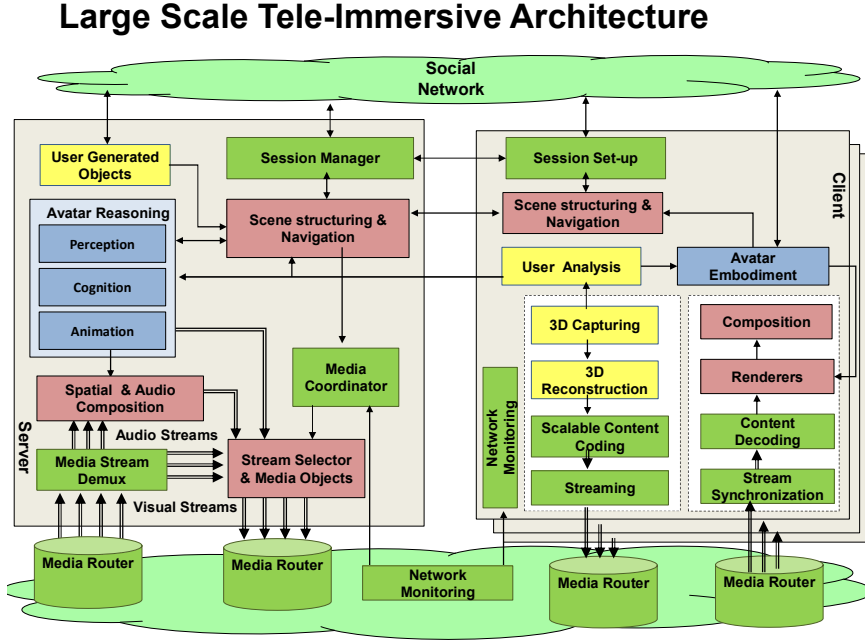 Large Scale Tele-Immersive Architecture
Social
Network
User Generated
Objects
Session Manager
Avatar Reasoning
Perception
Cognition
Animation
Scene structuring &
Navigation
Media
Coordinator
Spatial & Audio
Composition
Audio Streams
Media Stream
Demux
Visual Streams
Stream Selector
& Media Objects
Server
Session Set-up
Scene structuring &
Navigation
Client
User Analysis
Avatar
Embodiment
3D Capturing
3D
Reconstruction
Scalable Content
Coding
Streaming
Network
Monitoring
Composition
Renderers
Content
Decoding
Stream
Synchronization
Media Router
Media Router
Network
Monitoring
Media Router
Media Router